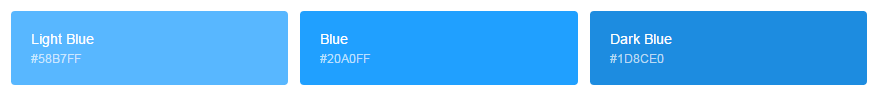 Light Blue
#58B7FF
Blue
#20A0FF
Dark Blue
#1D8CE0